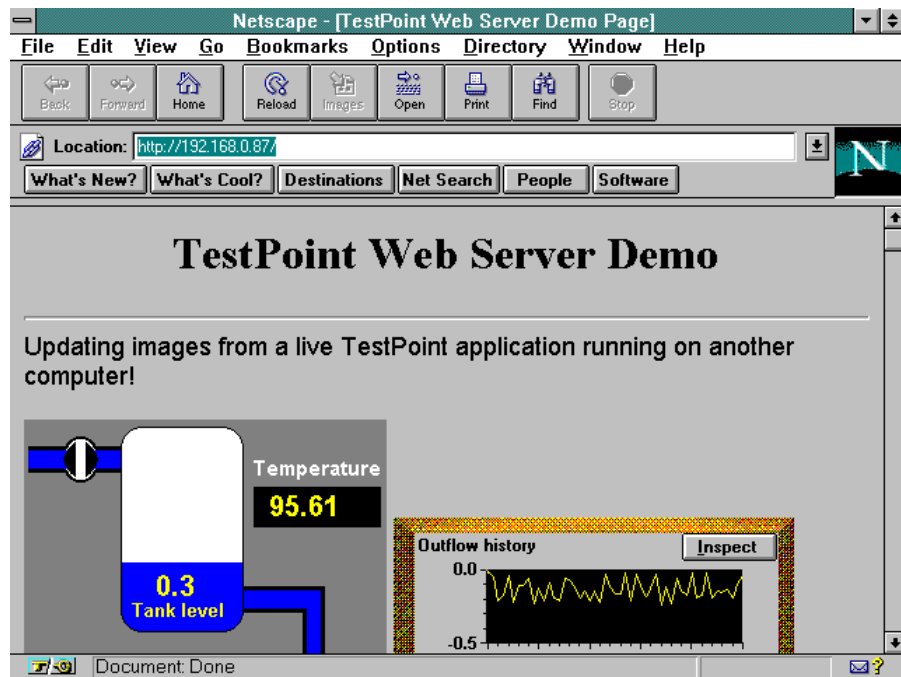 Netscape - [TestPoint Web Server Demo Page]
File Edit View Go Bookmarks Options Directory Window Help
Back Forward Home Reload Images Open Print Find Stop
Location: http://192.168.0.87/
N
What's New? What's Cool? Destinations Net Search People Software
TestPoint Web Server Demo
Updating images from a live TestPoint application running on another
computer!
Temperature
95.61
Outflow history Inspect
0.0
0.3
Tank level
-0.5
Document: Done